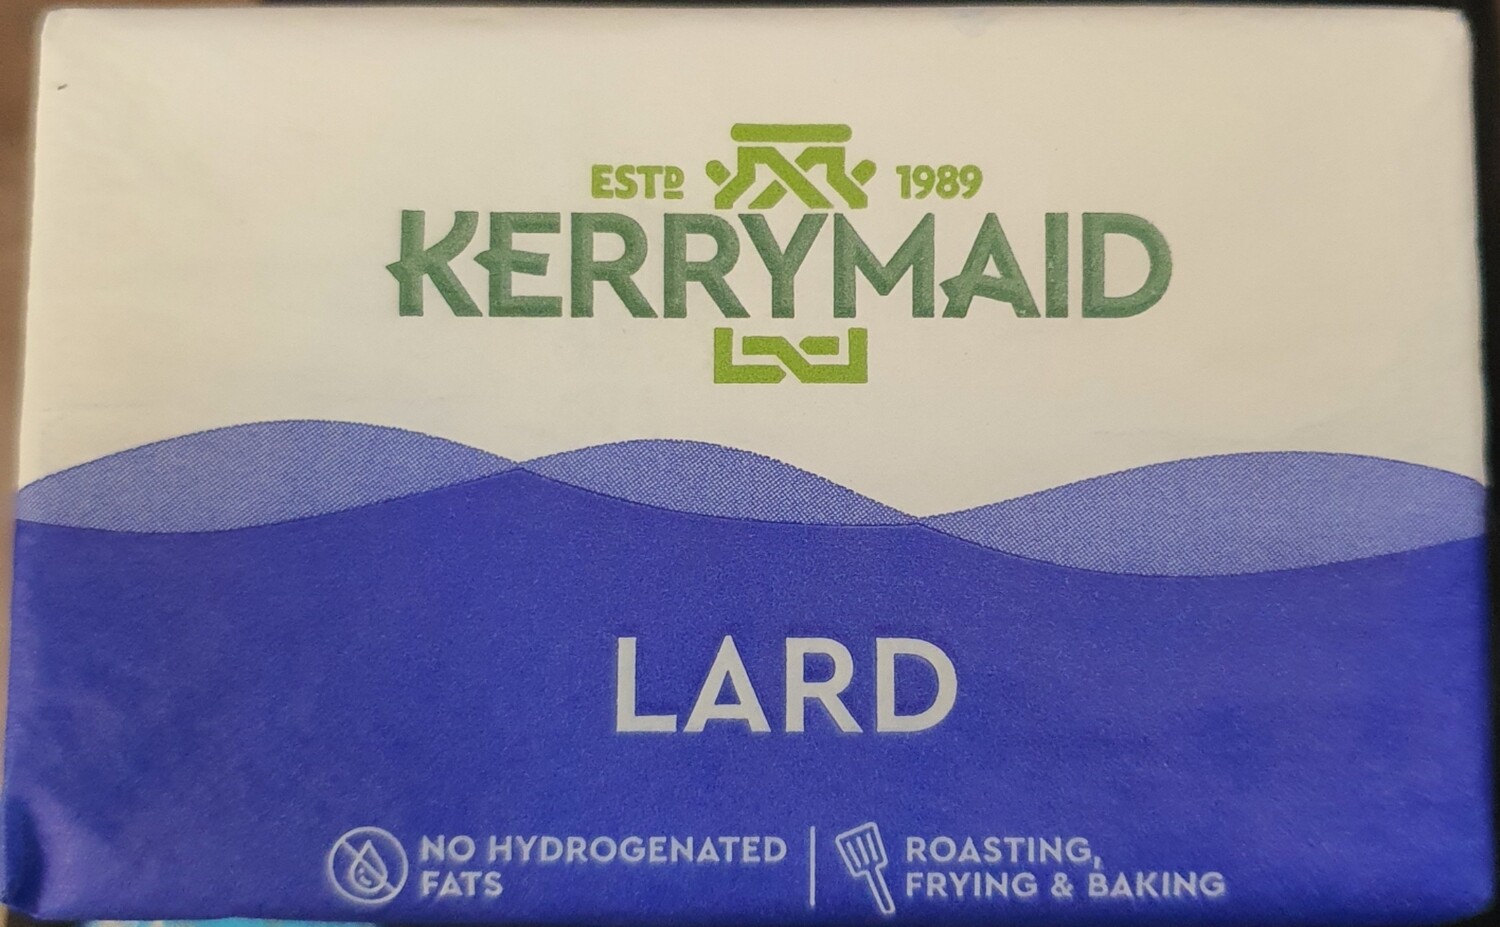 ESTD 1989
KERRYMAID
LARD
NO HYDROGENATED
FATS
ROASTING,
FRYING & BAKING